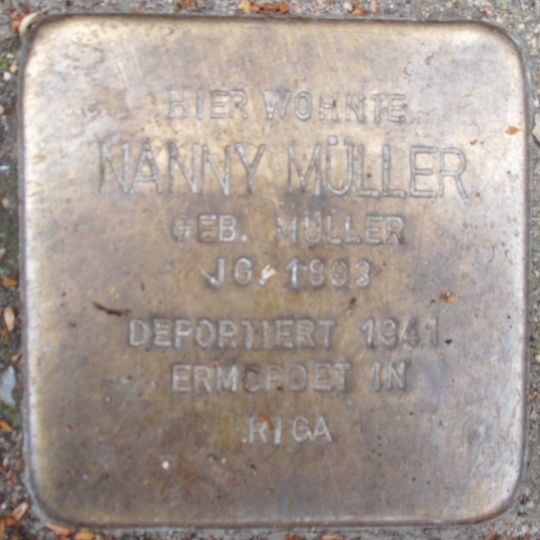 HIER WOHNTE
NANNY MÜLLER
GEB. MÜLLER
JG. 1893
DEPORTIERT 1941
ERMORDET IN
RIGA